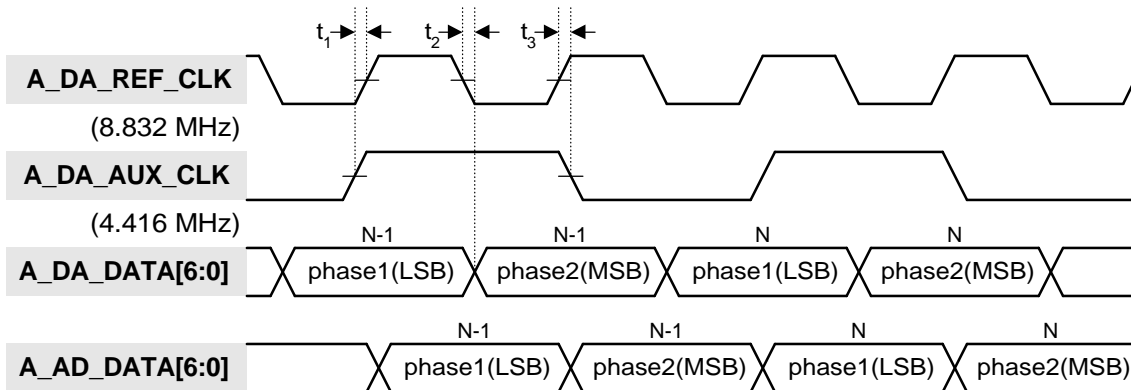 t1 t2 t3
A_DA_REF_CLK
(8.832 MHz)
A_DA_AUX_CLK
(4.416 MHz)
N-1 N-1 N N
A_DA_DATA[6:0] phase1(LSB) phase2(MSB) phase1(LSB) phase2(MSB)
N-1 N-1 N N
A_AD_DATA[6:0] phase1(LSB) phase2(MSB) phase1(LSB) phase2(MSB)